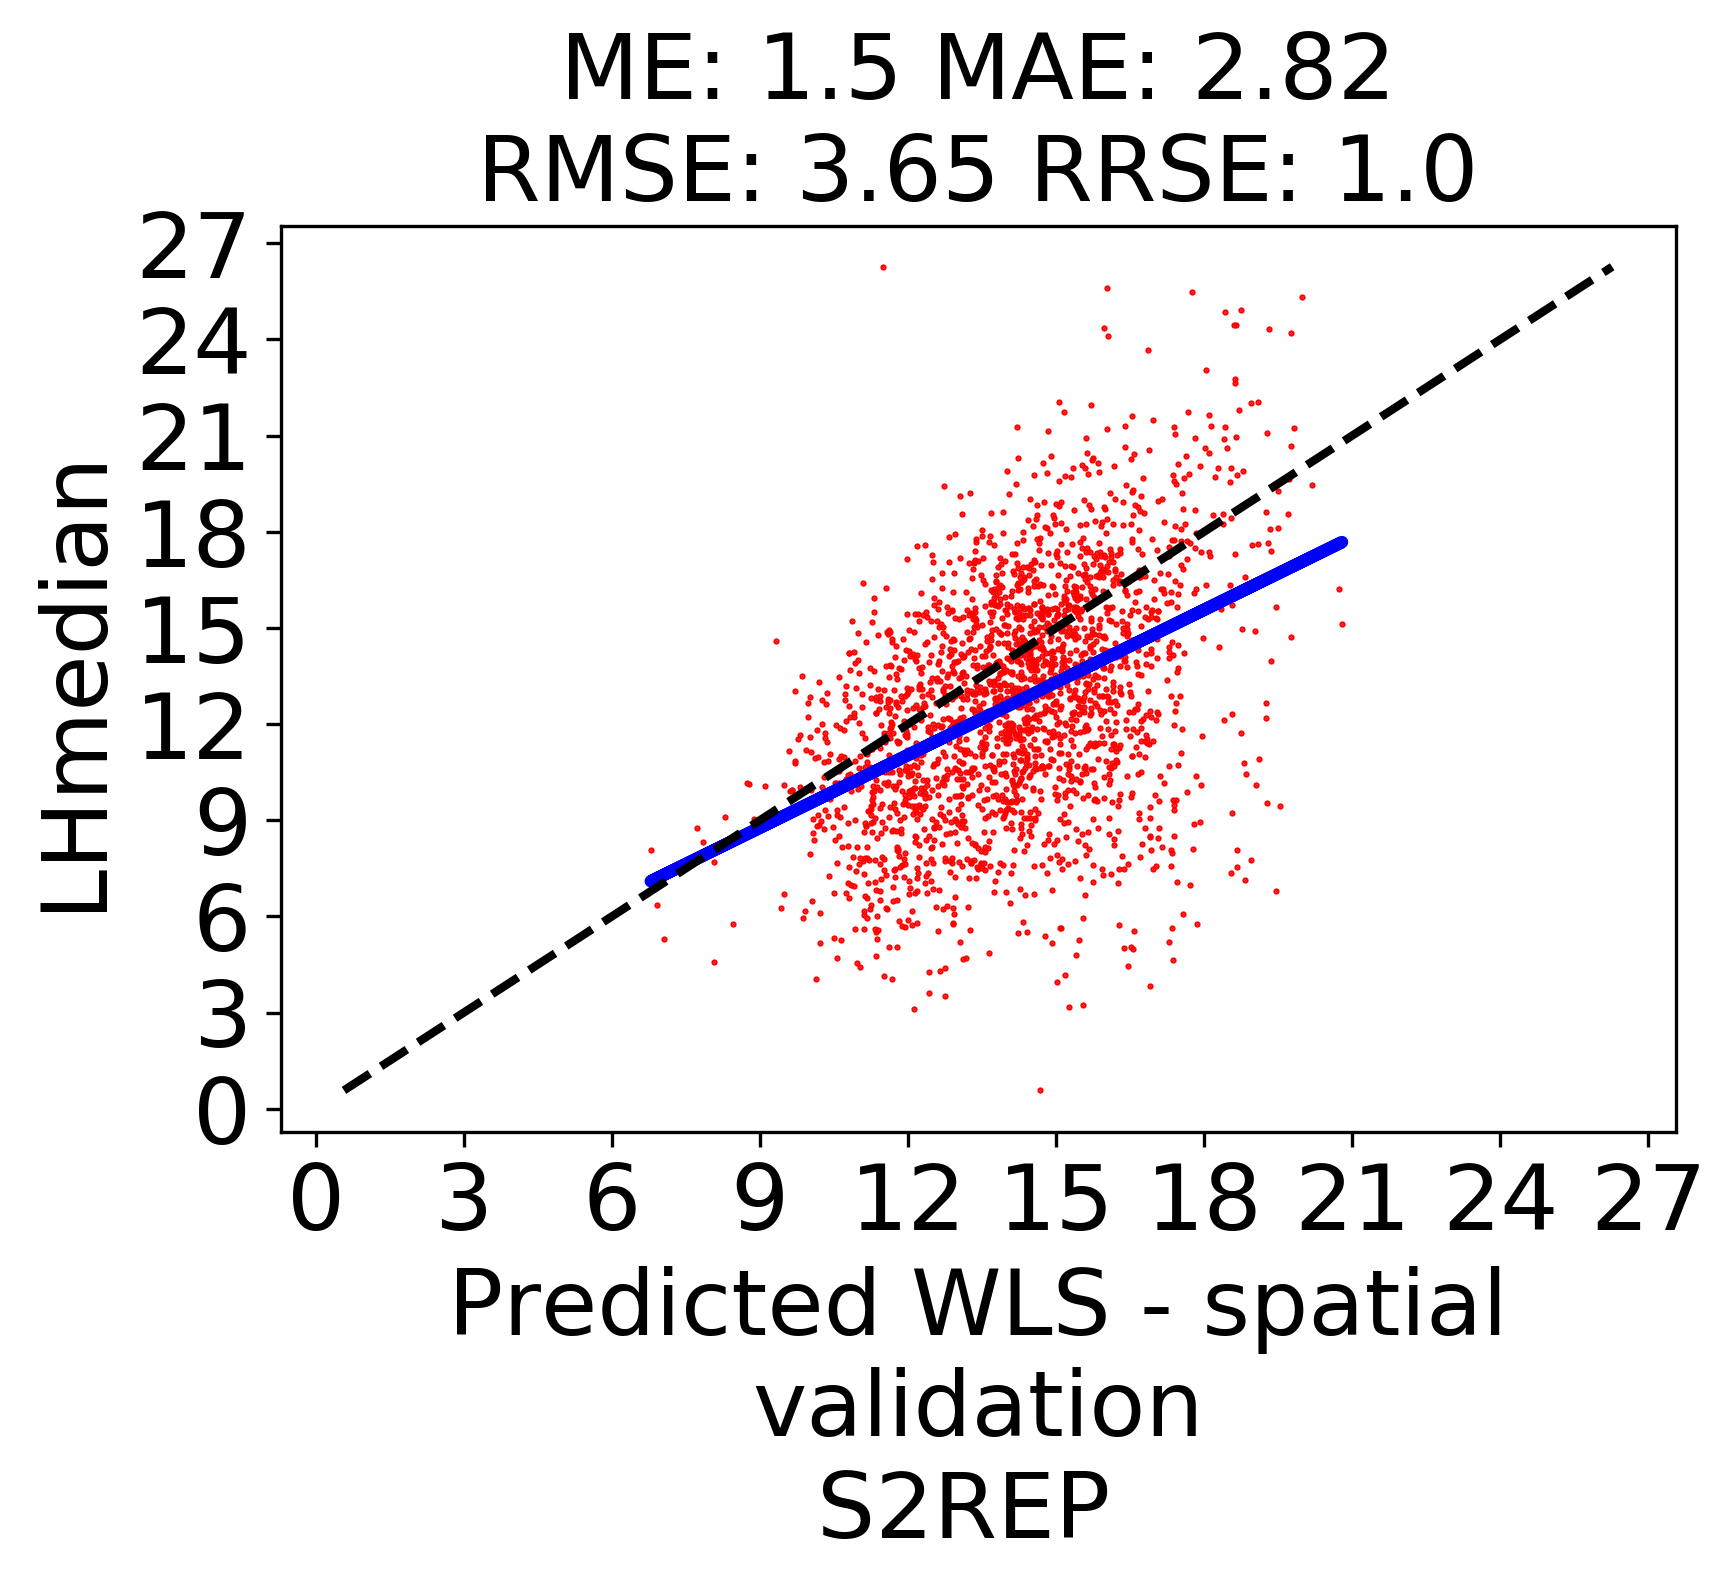 ME: 1.5 MAE: 2.82
RMSE: 3.65 RRSE: 1.0
27
24
21
18
15
12
9
6
3
0
LHmedian
0 3 6 9 12 15 18 21 24 27
Predicted WLS - spatial
validation
S2REP